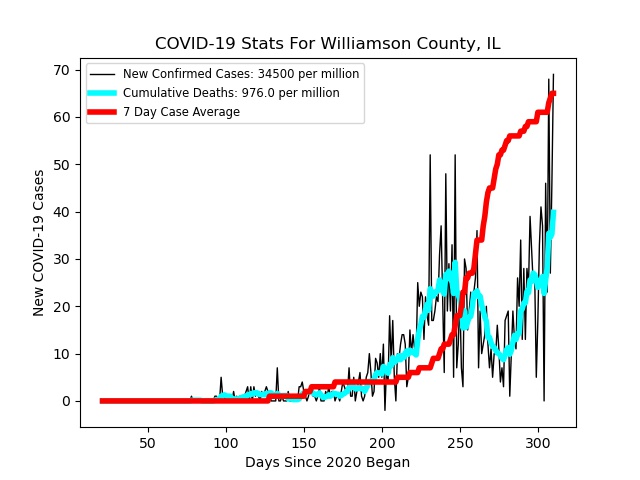 COVID-19 Stats For Williamson County, IL
New Confirmed Cases: 34500 per million
Cumulative Deaths: 976.0 per million
7 Day Case Average
New COVID-19 Cases
70
60
50
40
30
20
10
0
50 100 150 200 250 300
Days Since 2020 Began